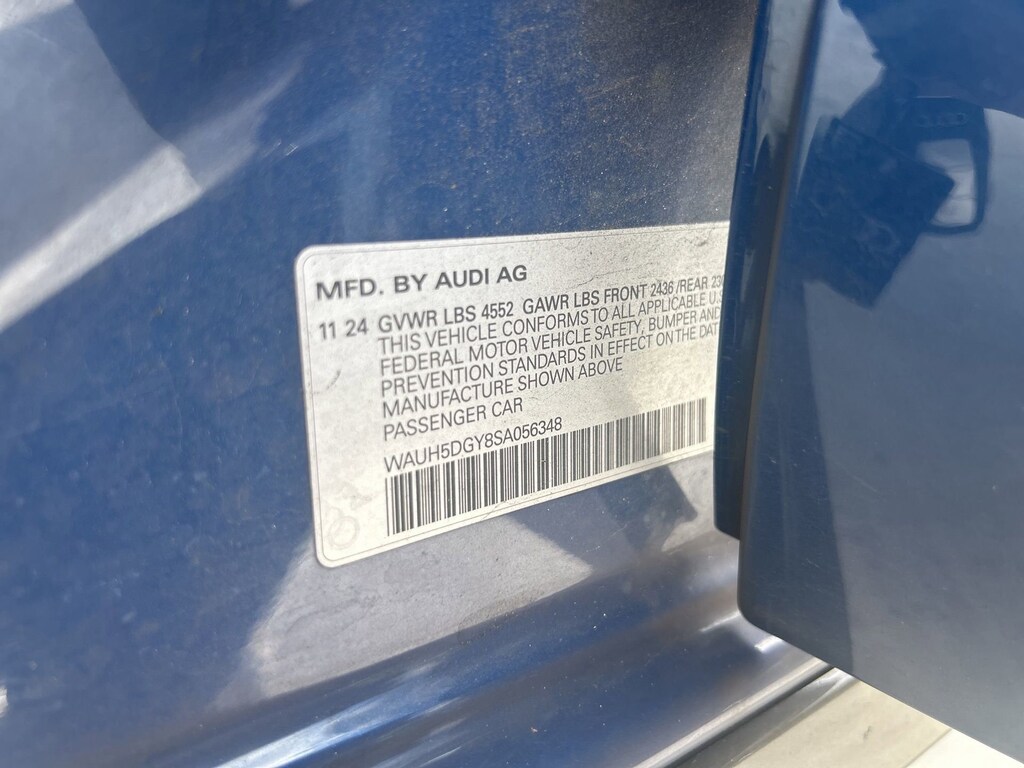 MFD. BY AUDI AG
11 24 GVWR LBS 4552 GAWR LBS FRONT 2436/REAR
THIS VEHICLE CONFORMS TO ALL APPLICABLE U.S
FEDERAL MOTOR VEHICLE SAFETY, BUMPER AND
PREVENTION STANDARDS IN EFFECT ON THE DAT
MANUFACTURE SHOWN ABOVE
PASSENGER CAR
WAUH5DGY8SA056348